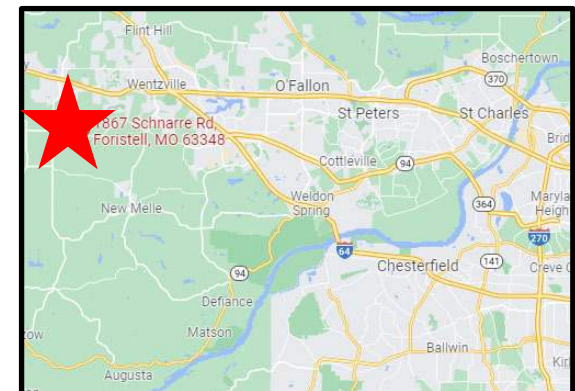 Flint Hill
Boschertown
370
Wentzville
O'Fallon
St Peters
St Charles
867 Schnarre Rd,
Foristell, MO 63348
Cottleville
94
Weldon
Spring
New Melle
364
64
270
Chesterfield
141
94
Defiance
Matson
Ballwin
Augusta